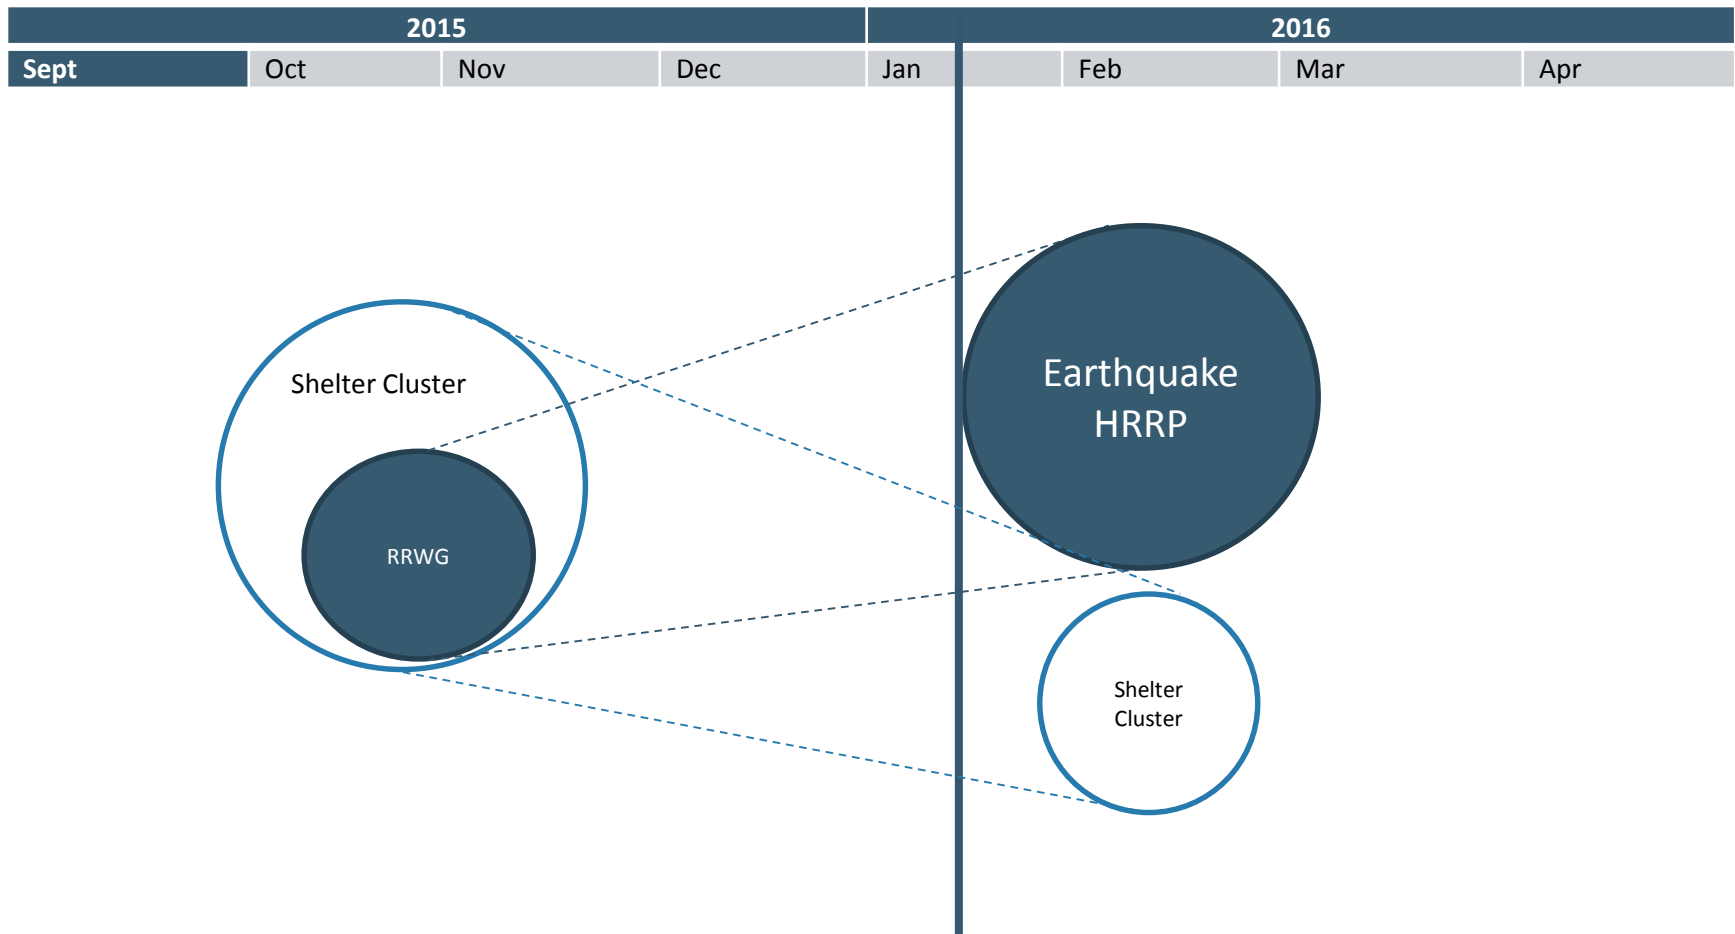 2015
2016
Sept
Oct
Nov
Dec
Jan
Feb
Mar
Apr
Shelter Cluster
RRWG
Earthquake
HRRP
Shelter
Cluster